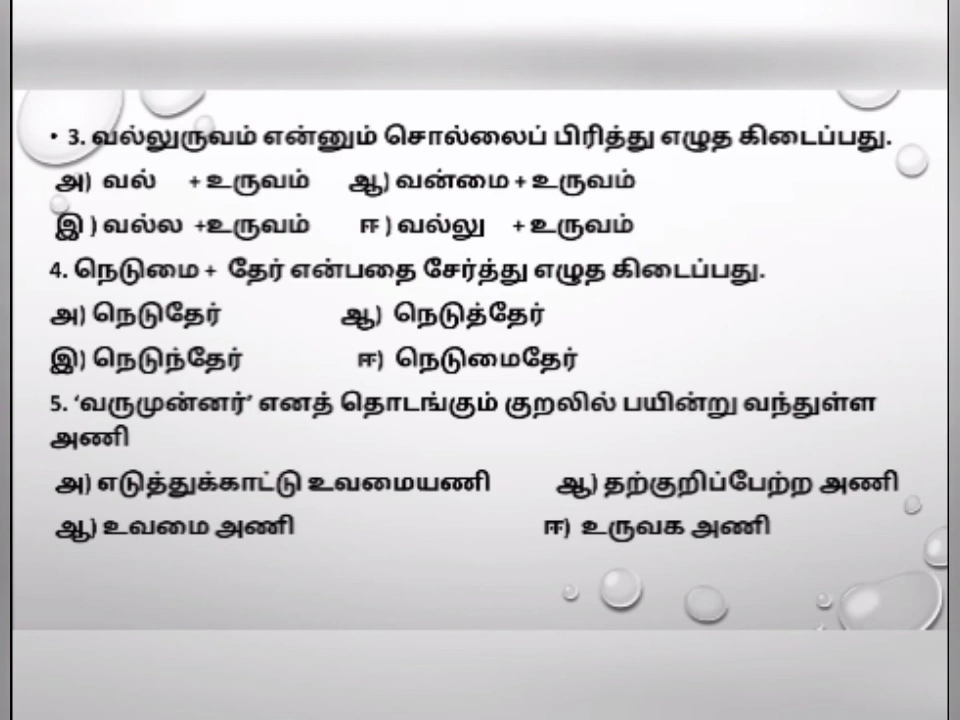 • 3. வல்லுருவம் என்னும் சொல்லைப் பிரித்து எழுத கிடைப்பது.
அ) வல் + உருவம் ஆ) வன்மை + உருவம்
இ ) வல்ல +உருவம் ஈ ) வல்லு + உருவம்
4. நெடுமை + தேர் என்பதை சேர்த்து எழுத கிடைப்பது.
அ) நெடுதேர் ஆ) நெடுத்தேர்
இ) நெடுந்தேர் ஈ) நெடுமைதேர்
5. ‘வருமுன்னர்’ எனத் தொடங்கும் குறலில் பயின்று வந்துள்ள
அணி
அ) எடுத்துக்காட்டு உவமையணி ஆ) தற்குறிப்பேற்ற அணி
ஆ) உவமை அணி ஈ) உருவக அணி